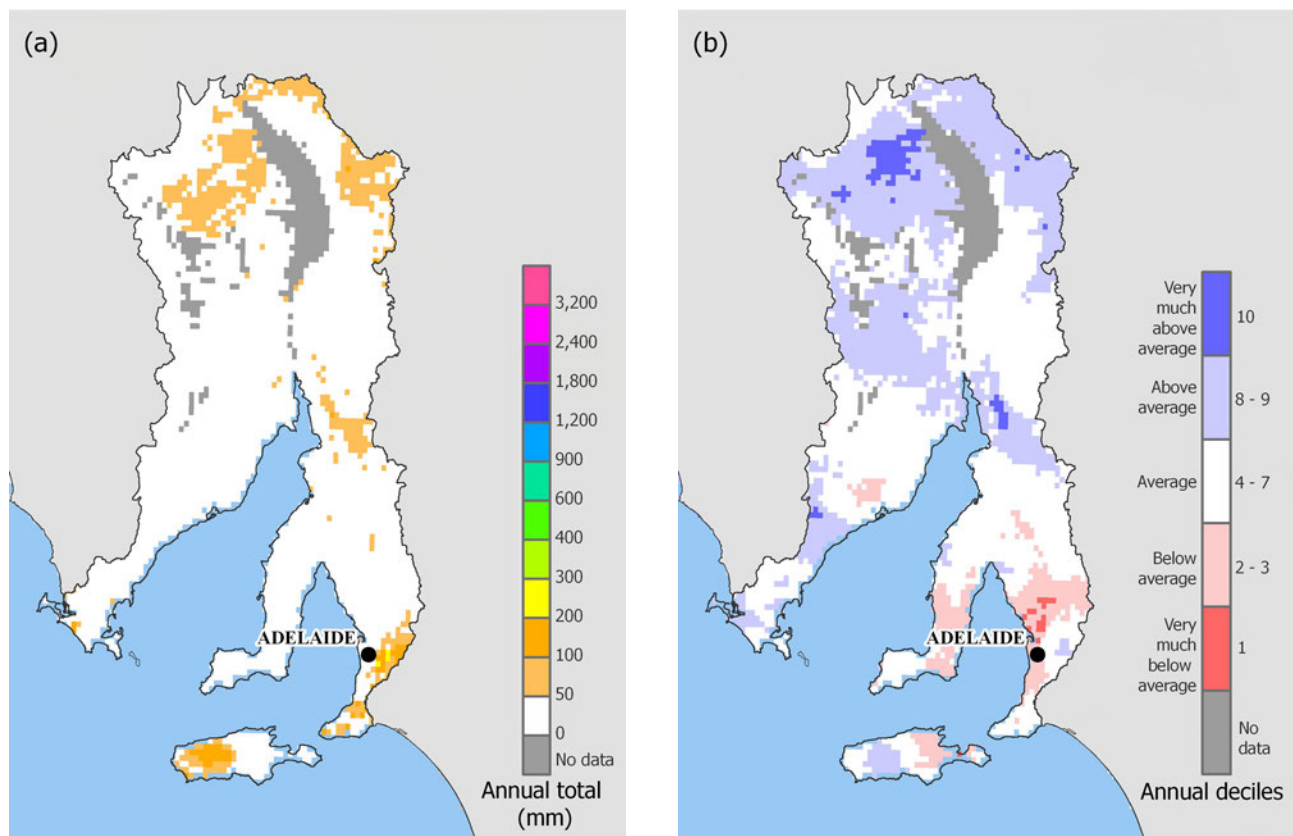 (a)
ADELAIDE
3,200
2,400
1,800
1,200
900
600
400
300
200
100
50
0
No data
Annual total
(mm)
(b)
ADELAIDE
Very
much
above
average
10
Above
average
8 - 9
Average
4 - 7
Below
average
2 - 3
Very
much
below
average
1
No
data
Annual deciles